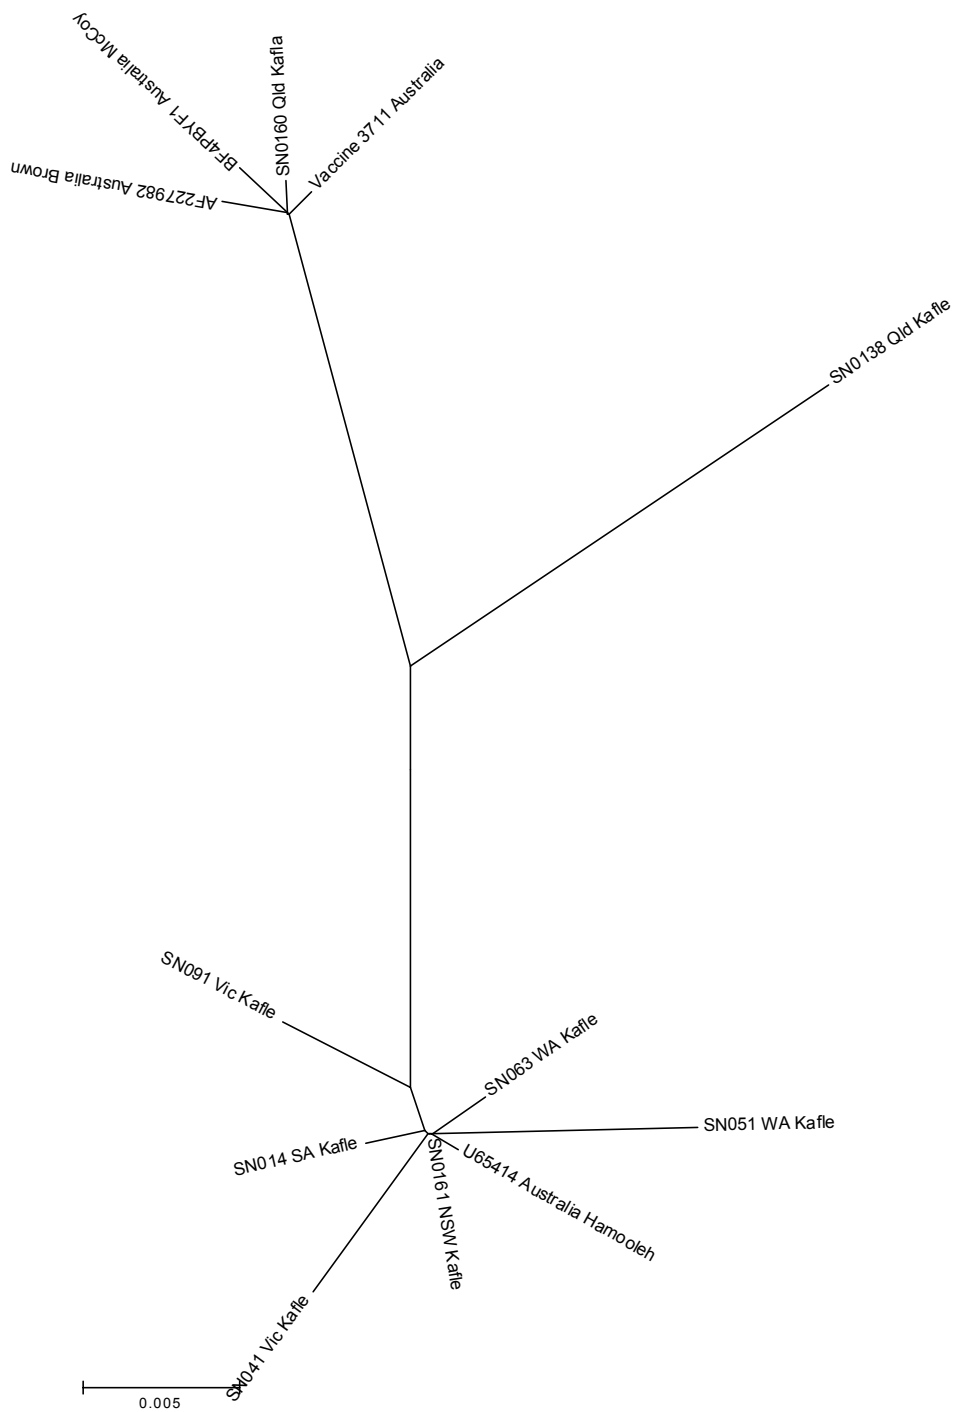 BF4PBYF1 Australia McCoy
SN0160 Qld Kafla
Vaccine 3711 Australia
AF227982 Australia Brown
SN0138 Qld Kafle
SN091 Vic Kafle
SN063 WA Kafle
SN051 WA Kafle
SN014 SA Kafle
U65414 Australia Hamooleh
SN0161 NSW Kafle
SN041 Vic Kafle
0.005